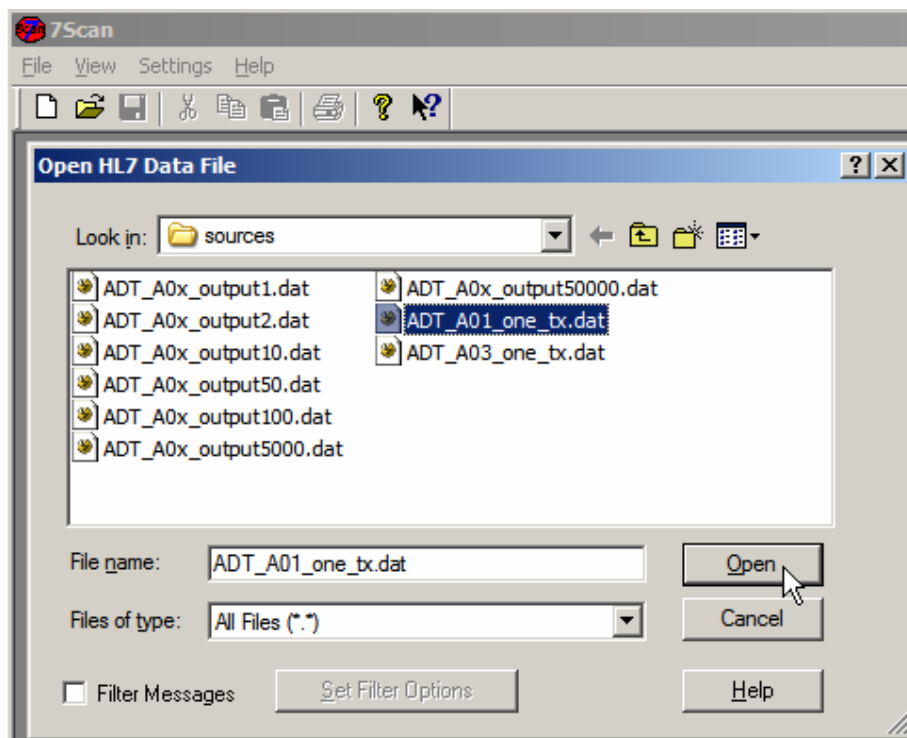 7Scan
File View Settings Help
Open HL7 Data File
Look in: sources
ADT_A0x_output1.dat
ADT_A0x_output2.dat
ADT_A0x_output10.dat
ADT_A0x_output50.dat
ADT_A0x_output100.dat
ADT_A0x_output5000.dat
ADT_A0x_output50000.dat
ADT_A01_one_tx.dat
ADT_A03_one_tx.dat
File name: ADT_A01_one_tx.dat Open
Files of type: All Files (*.*) Cancel
Filter Messages Set Filter Options Help